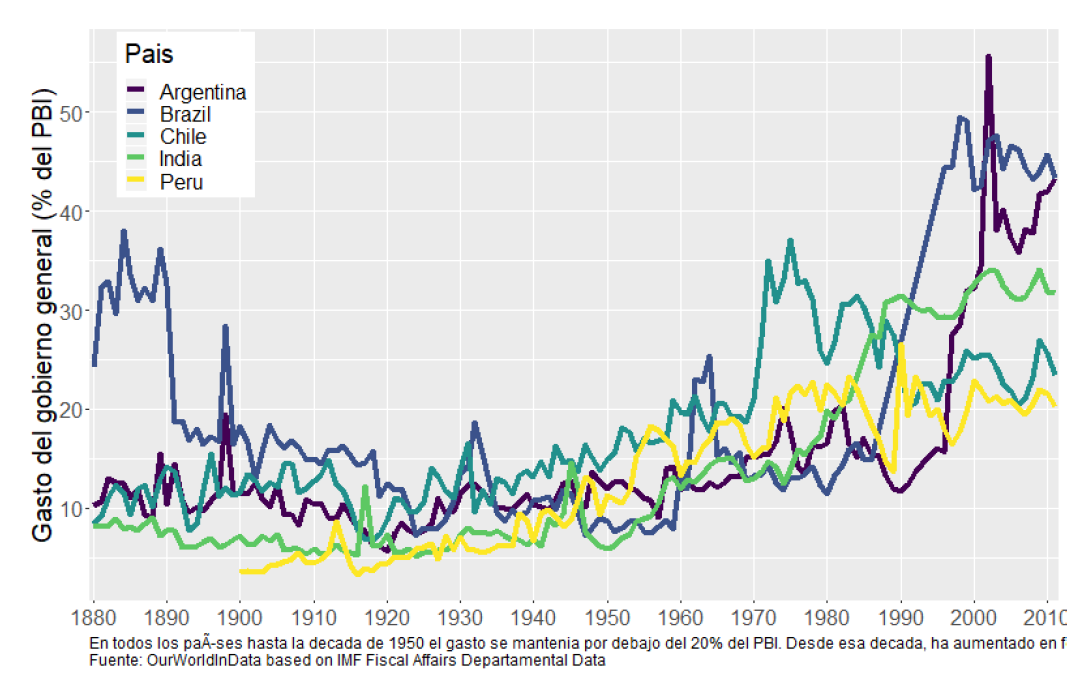 Gasto del gobierno general (% del PBI)
50
40
30
20
10
Pais
Argentina
Brazil
Chile
India
Peru
1880 1890 1900 1910 1920 1930 1940 1950 1960 1970 1980 1990 2000 2010
En todos los paÃ-ses hasta la decada de 1950 el gasto se mantenia por debajo del 20% del PBI. Desde esa decada, ha aumentado en f
Fuente: OurWorldInData based on IMF Fiscal Affairs Departamental Data